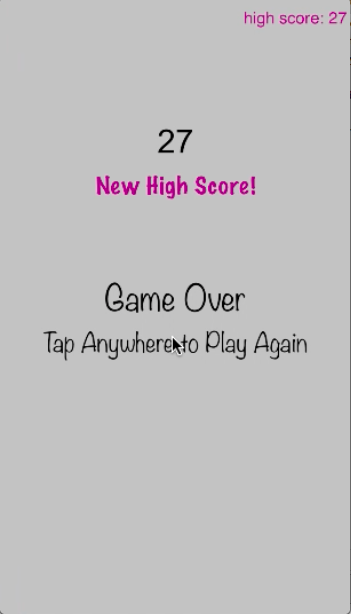 high score: 27
27
New High Score!
Game Over
Tap Anywhere to Play Again